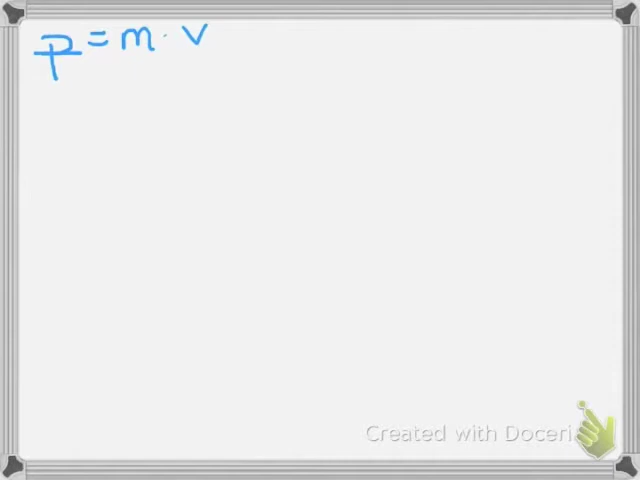 p = m · v
Created with Doceri